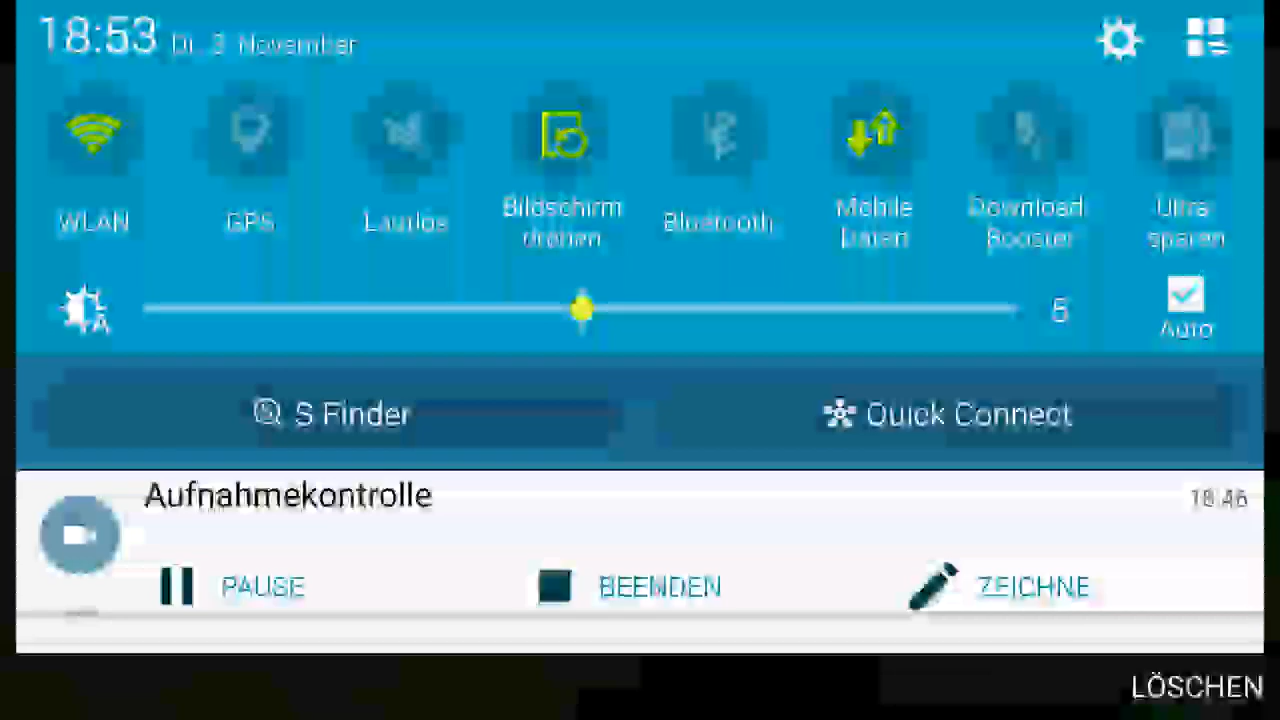 18:53 Di. 3. November
WLAN
GPS
Lautlos
Bildschirm
drehen
Bluetooth
Mobile
Daten
Download
Booster
Ultra
sparen
5
Auto
S Finder
Quick Connect
Aufnahmekontrolle
18:46
PAUSE
BEENDEN
ZEICHNE
LÖSCHEN